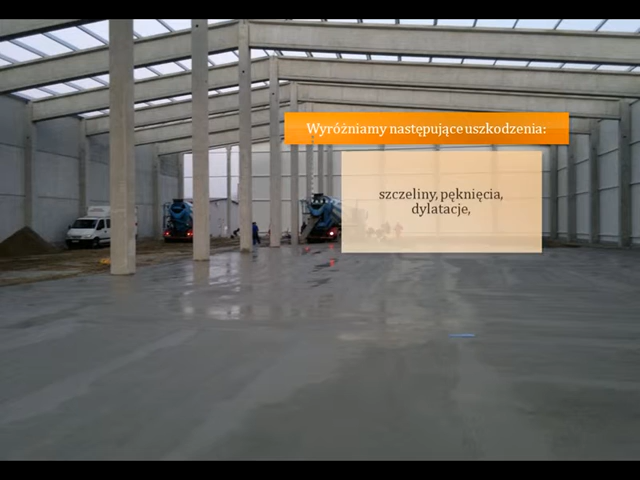 Wyróżniamy następujące uszkodzenia:
szczeliny, pęknięcia,
dylatacje,